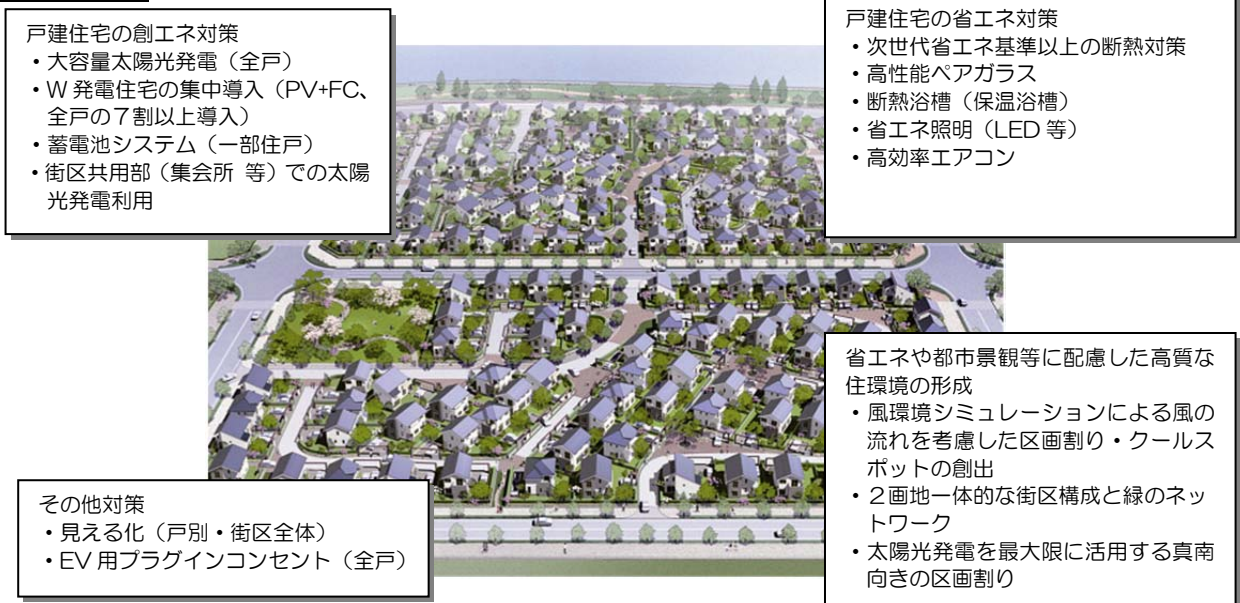 戸建住宅の創エネ対策
・大容量太陽光発電（全戸）
・W 発電住宅の集中導入（PV+FC、
全戸の７割以上導入）
・蓄電池システム（一部住戸）
・街区共用部（集会所 等）での太陽
光発電利用
戸建住宅の省エネ対策
・次世代省エネ基準以上の断熱対策
・高性能ペアガラス
・断熱浴槽（保温浴槽）
・省エネ照明（LED 等）
・高効率エアコン
省エネや都市景観等に配慮した高質な
住環境の形成
・風環境シミュレーションによる風の
流れを考慮した区画割り・クールス
ポットの創出
・２画地一体的な街区構成と緑のネッ
トワーク
・太陽光発電を最大限に活用する真南
向きの区画割り
その他対策
・見える化（戸別・街区全体）
・EV 用プラグインコンセント（全戸）